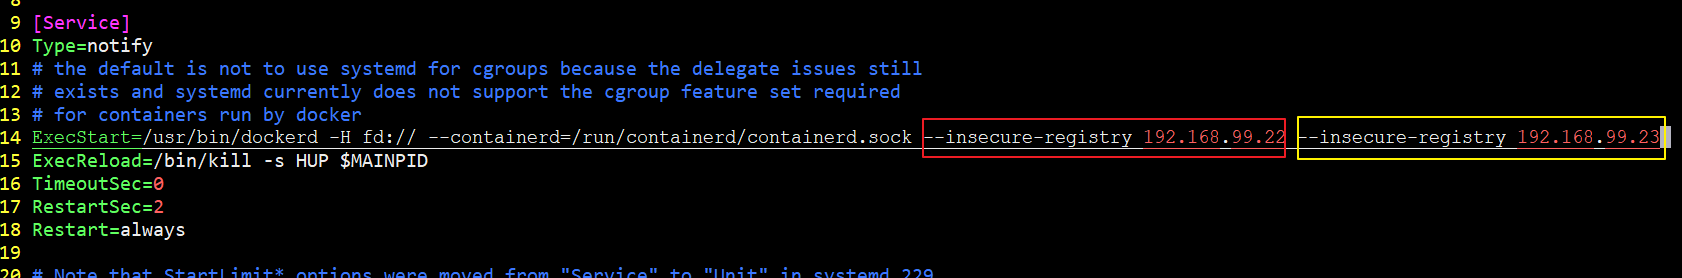 9 [Service]
10 Type=notify
11 # the default is not to use systemd for cgroups because the delegate issues still
12 # exists and systemd currently does not support the cgroup feature set required
13 # for containers run by docker
14 ExecStart=/usr/bin/dockerd -H fd:// --containerd=/run/containerd/containerd.sock --insecure-registry 192.168.99.22 --insecure-registry 192.168.99.23
15 ExecReload=/bin/kill -s HUP $MAINPID
16 TimeoutSec=0
17 RestartSec=2
18 Restart=always
19
20 # Note that StartLimit* options were moved from "Service" to "Unit" in systemd 229